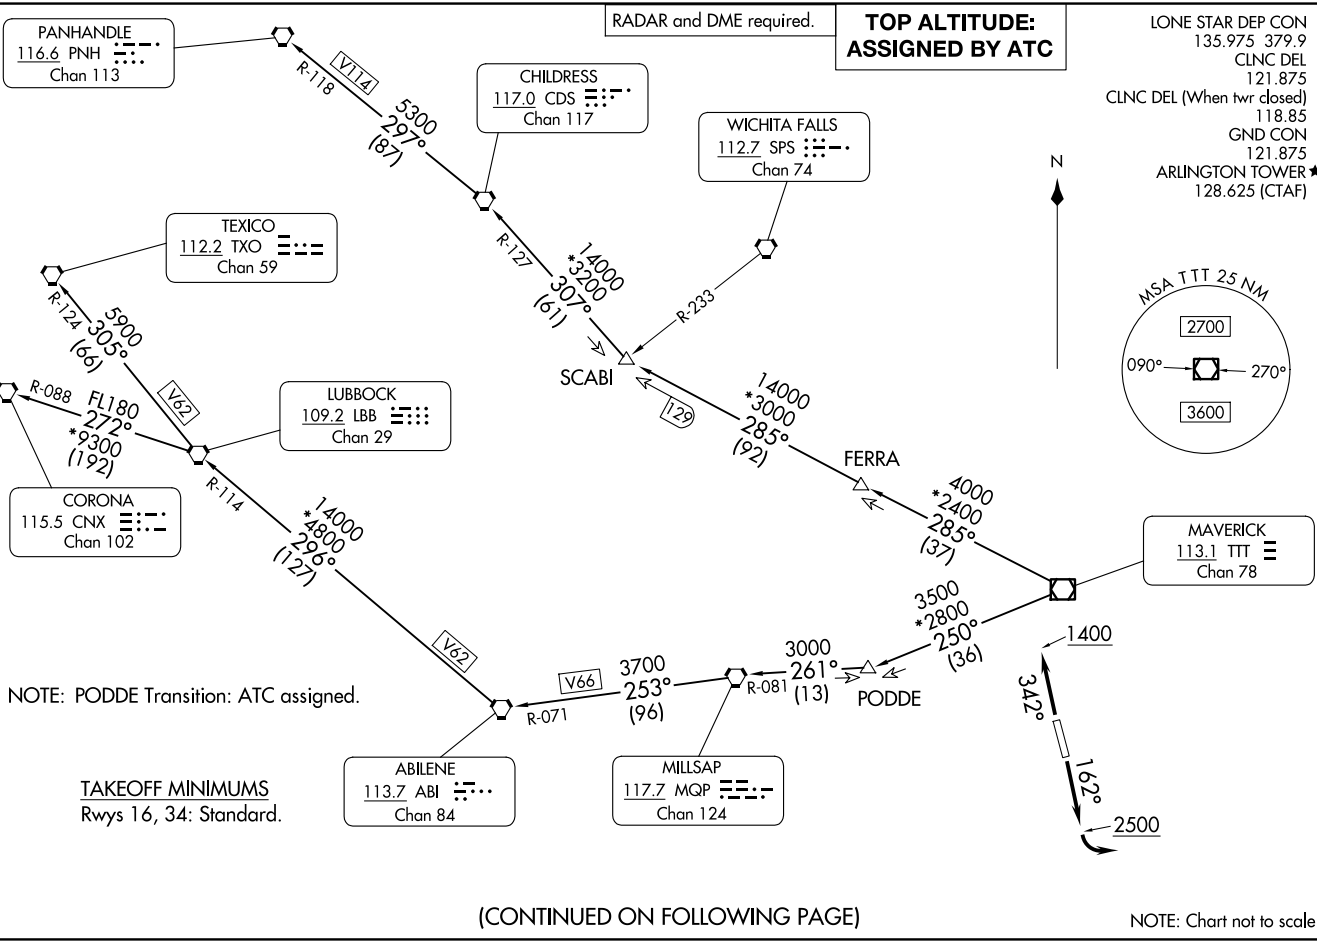 RADAR and DME required.
TOP ALTITUDE:
ASSIGNED BY ATC
LONE STAR DEP CON
135.975 379.9
CLNC DEL
121.875
CLNC DEL (When twr closed)
118.85
GND CON
121.875
ARLINGTON TOWER ★
128.625 (CTAF)
PANHANDLE
116.6 PNH
Chan 113
R-118
V114
5300
297°
(87)
CHILDRESS
117.0 CDS
Chan 117
WICHITA FALLS
112.7 SPS
Chan 74
N
R-127
14000
*3200
307°
(61)
R-233
TEXICO
112.2 TXO
Chan 59
R-124
5900
305°
(66)
V62
MSA TTT 25 NM
2700
090°
270°
3600
SCABI
129
14000
*3000
285°
(92)
FERRA
R-088
FL180
272°
*9300
(192)
LUBBOCK
109.2 LBB
Chan 29
CORONA
115.5 CNX
Chan 102
R-114
14000
*4800
296°
(127)
V62
4000
*2400
285°
(37)
MAVERICK
113.1 TTT
Chan 78
3500
*2800
250°
(36)
1400
342°
162°
2500
3000
261°
(13)
R-081
PODDE
V66
3700
253°
(96)
R-071
NOTE: PODDE Transition: ATC assigned.
ABILENE
113.7 ABI
Chan 84
MILLSAP
117.7 MQP
Chan 124
TAKEOFF MINIMUMS
Rwys 16, 34: Standard.
(CONTINUED ON FOLLOWING PAGE)
NOTE: Chart not to scale